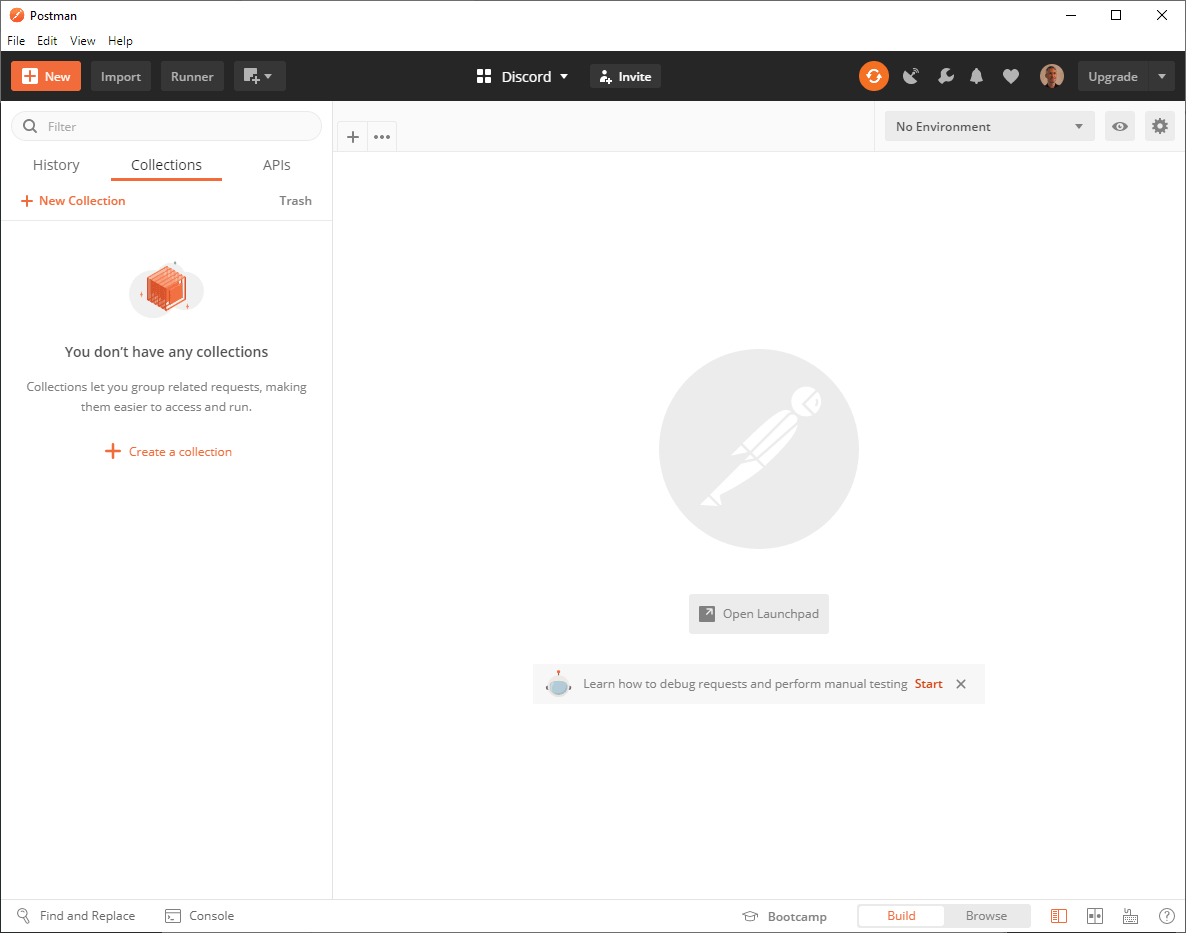 Postman
File Edit View Help
New Import Runner Discord Invite Upgrade
Filter
No Environment
History Collections APIs
New Collection Trash
You don’t have any collections
Collections let you group related requests, making
them easier to access and run.
Create a collection
Open Launchpad
Learn how to debug requests and perform manual testing Start
Find and Replace Console Bootcamp Build Browse